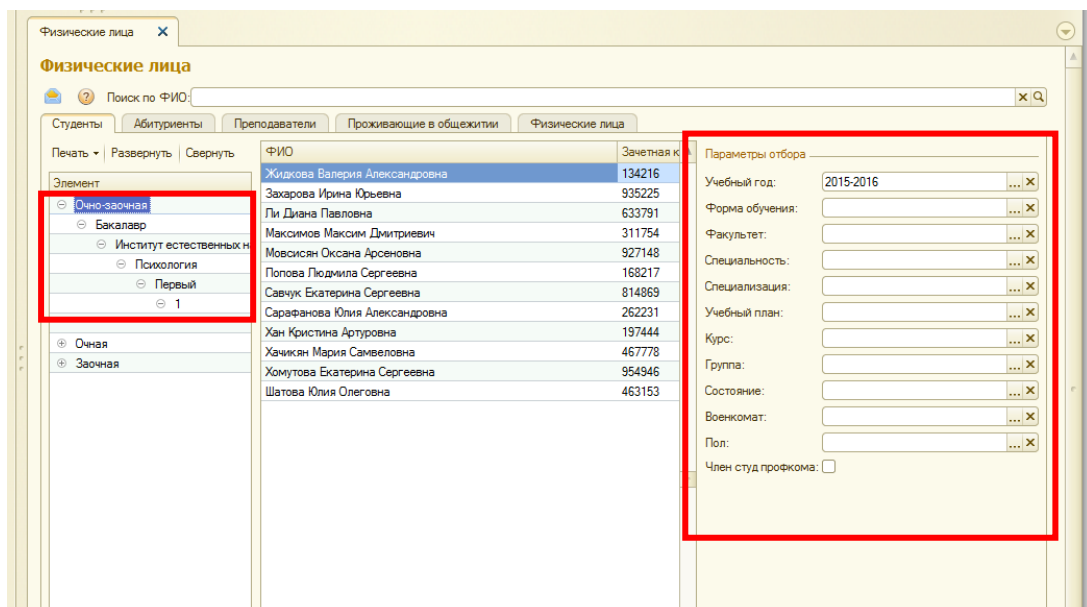 Физические лица
Физические лица
Поиск по ФИО:
Студенты Абитуриенты Преподаватели Проживающие в общежитии Физические лица
Печать Развернуть Свернуть
Элемент
Очно-заочная
Бакалавр
Институт естественных н
Психология
Первый
1
Очная
Заочная
ФИО Зачетная к
Жидкова Валерия Александровна 134216
Захарова Ирина Юрьевна 935225
Ли Диана Павловна 633791
Максимов Максим Дмитриевич 311754
Мовсисян Оксана Арсеновна 927148
Попова Людмила Сергеевна 168217
Савчук Екатерина Сергеевна 814869
Сарафанова Юлия Александровна 262231
Хан Кристина Артуровна 197444
Хачикян Мария Самвеловна 467778
Хомутова Екатерина Сергеевна 954946
Шатова Юлия Олеговна 463153
Параметры отбора
Учебный год: 2015-2016
Форма обучения:
Факультет:
Специальность:
Специализация:
Учебный план:
Курс:
Группа:
Состояние:
Военкомат:
Пол:
Член студ профкома: